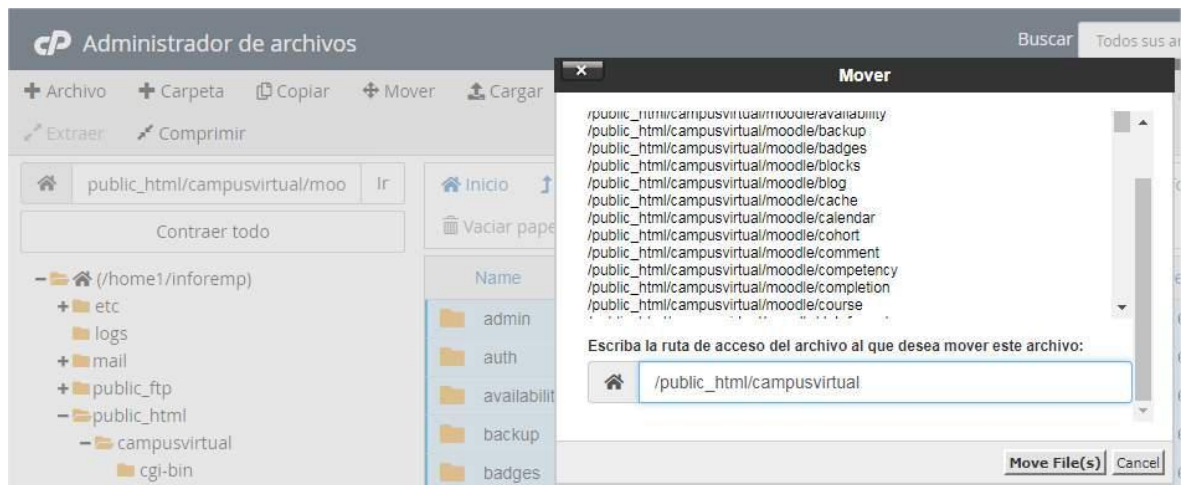 cP Administrador de archivos
Buscar
Todos sus
Archivo Carpeta Copiar Mover Cargar
Extraer Comprimir
public_html/campusvirtual/moo Ir
Contraer todo
(/home1/inforemp)
etc
logs
mail
public_ftp
public_html
campusvirtual
cgi-bin
Inicio
Vaciar
Name
admin
auth
availabilit
backup
badges
Mover
/public_html/campusvirtual/moodle/availability
/public_html/campusvirtual/moodle/backup
/public_html/campusvirtual/moodle/badges
/public_html/campusvirtual/moodle/blocks
/public_html/campusvirtual/moodle/blog
/public_html/campusvirtual/moodle/cache
/public_html/campusvirtual/moodle/calendar
/public_html/campusvirtual/moodle/cohort
/public_html/campusvirtual/moodle/comment
/public_html/campusvirtual/moodle/competency
/public_html/campusvirtual/moodle/completion
/public_html/campusvirtual/moodle/course
Escriba la ruta de acceso del archivo al que desea mover este archivo:
/public_html/campusvirtual
Move File(s) Cancel